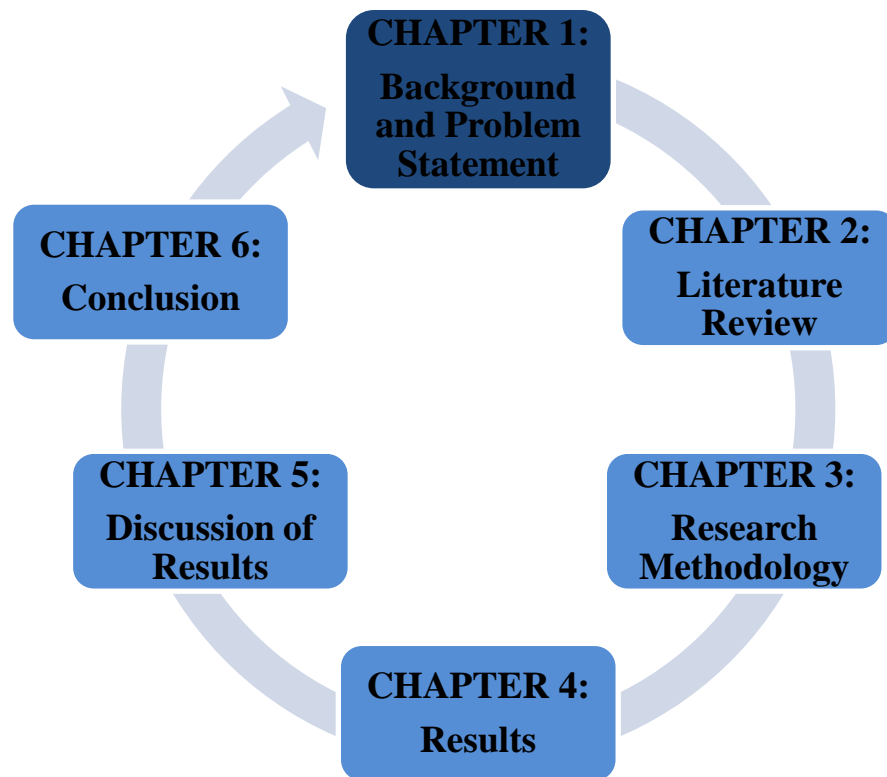 CHAPTER 1:
Background
and Problem
Statement
CHAPTER 2:
Literature
Review
CHAPTER 3:
Research
Methodology
CHAPTER 4:
Results
CHAPTER 5:
Discussion of
Results
CHAPTER 6:
Conclusion